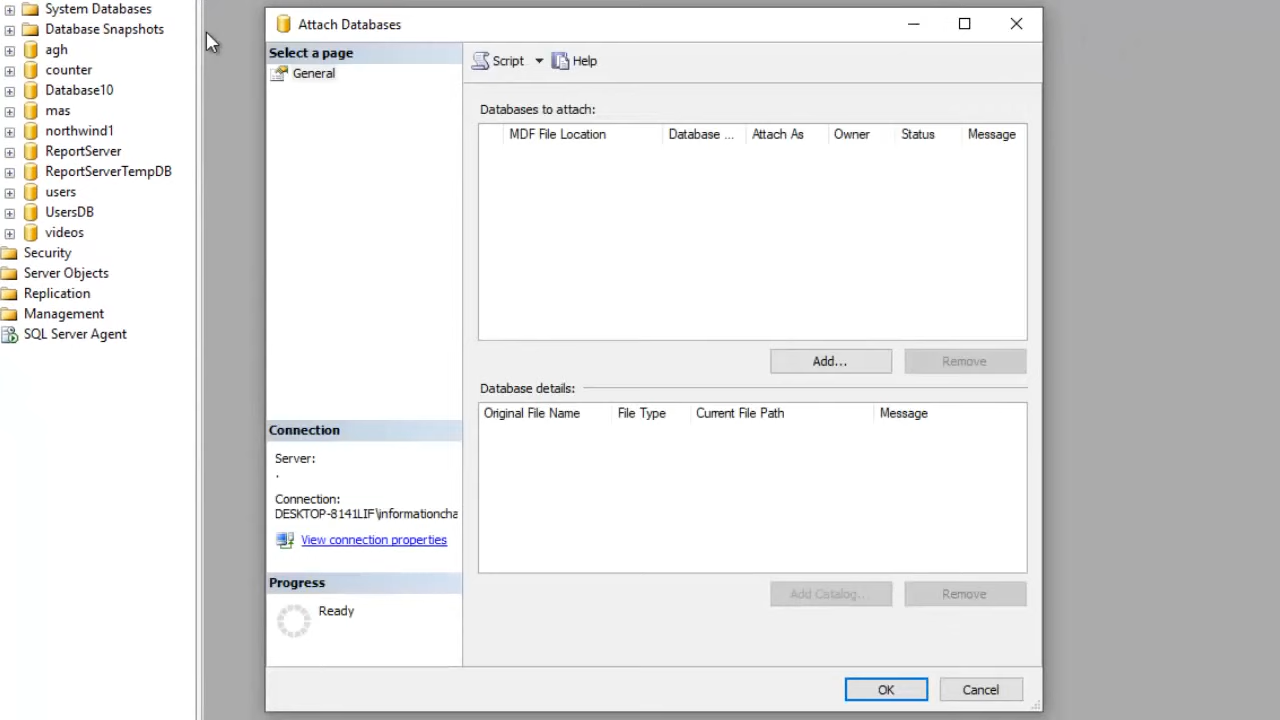 System Databases
Database Snapshots
agh
counter
Database10
mas
northwind1
ReportServer
ReportServerTempDB
users
UsersDB
videos
Security
Server Objects
Replication
Management
SQL Server Agent
Attach Databases
Select a page
General
Connection
Server:
.
Connection:
DESKTOP-8141LIF\informationcha
View connection properties
Progress
Ready
Script Help
Databases to attach:
MDF File Location Database ... Attach As Owner Status Message
Add... Remove
Database details:
Original File Name File Type Current File Path Message
Add Catalog... Remove
OK Cancel